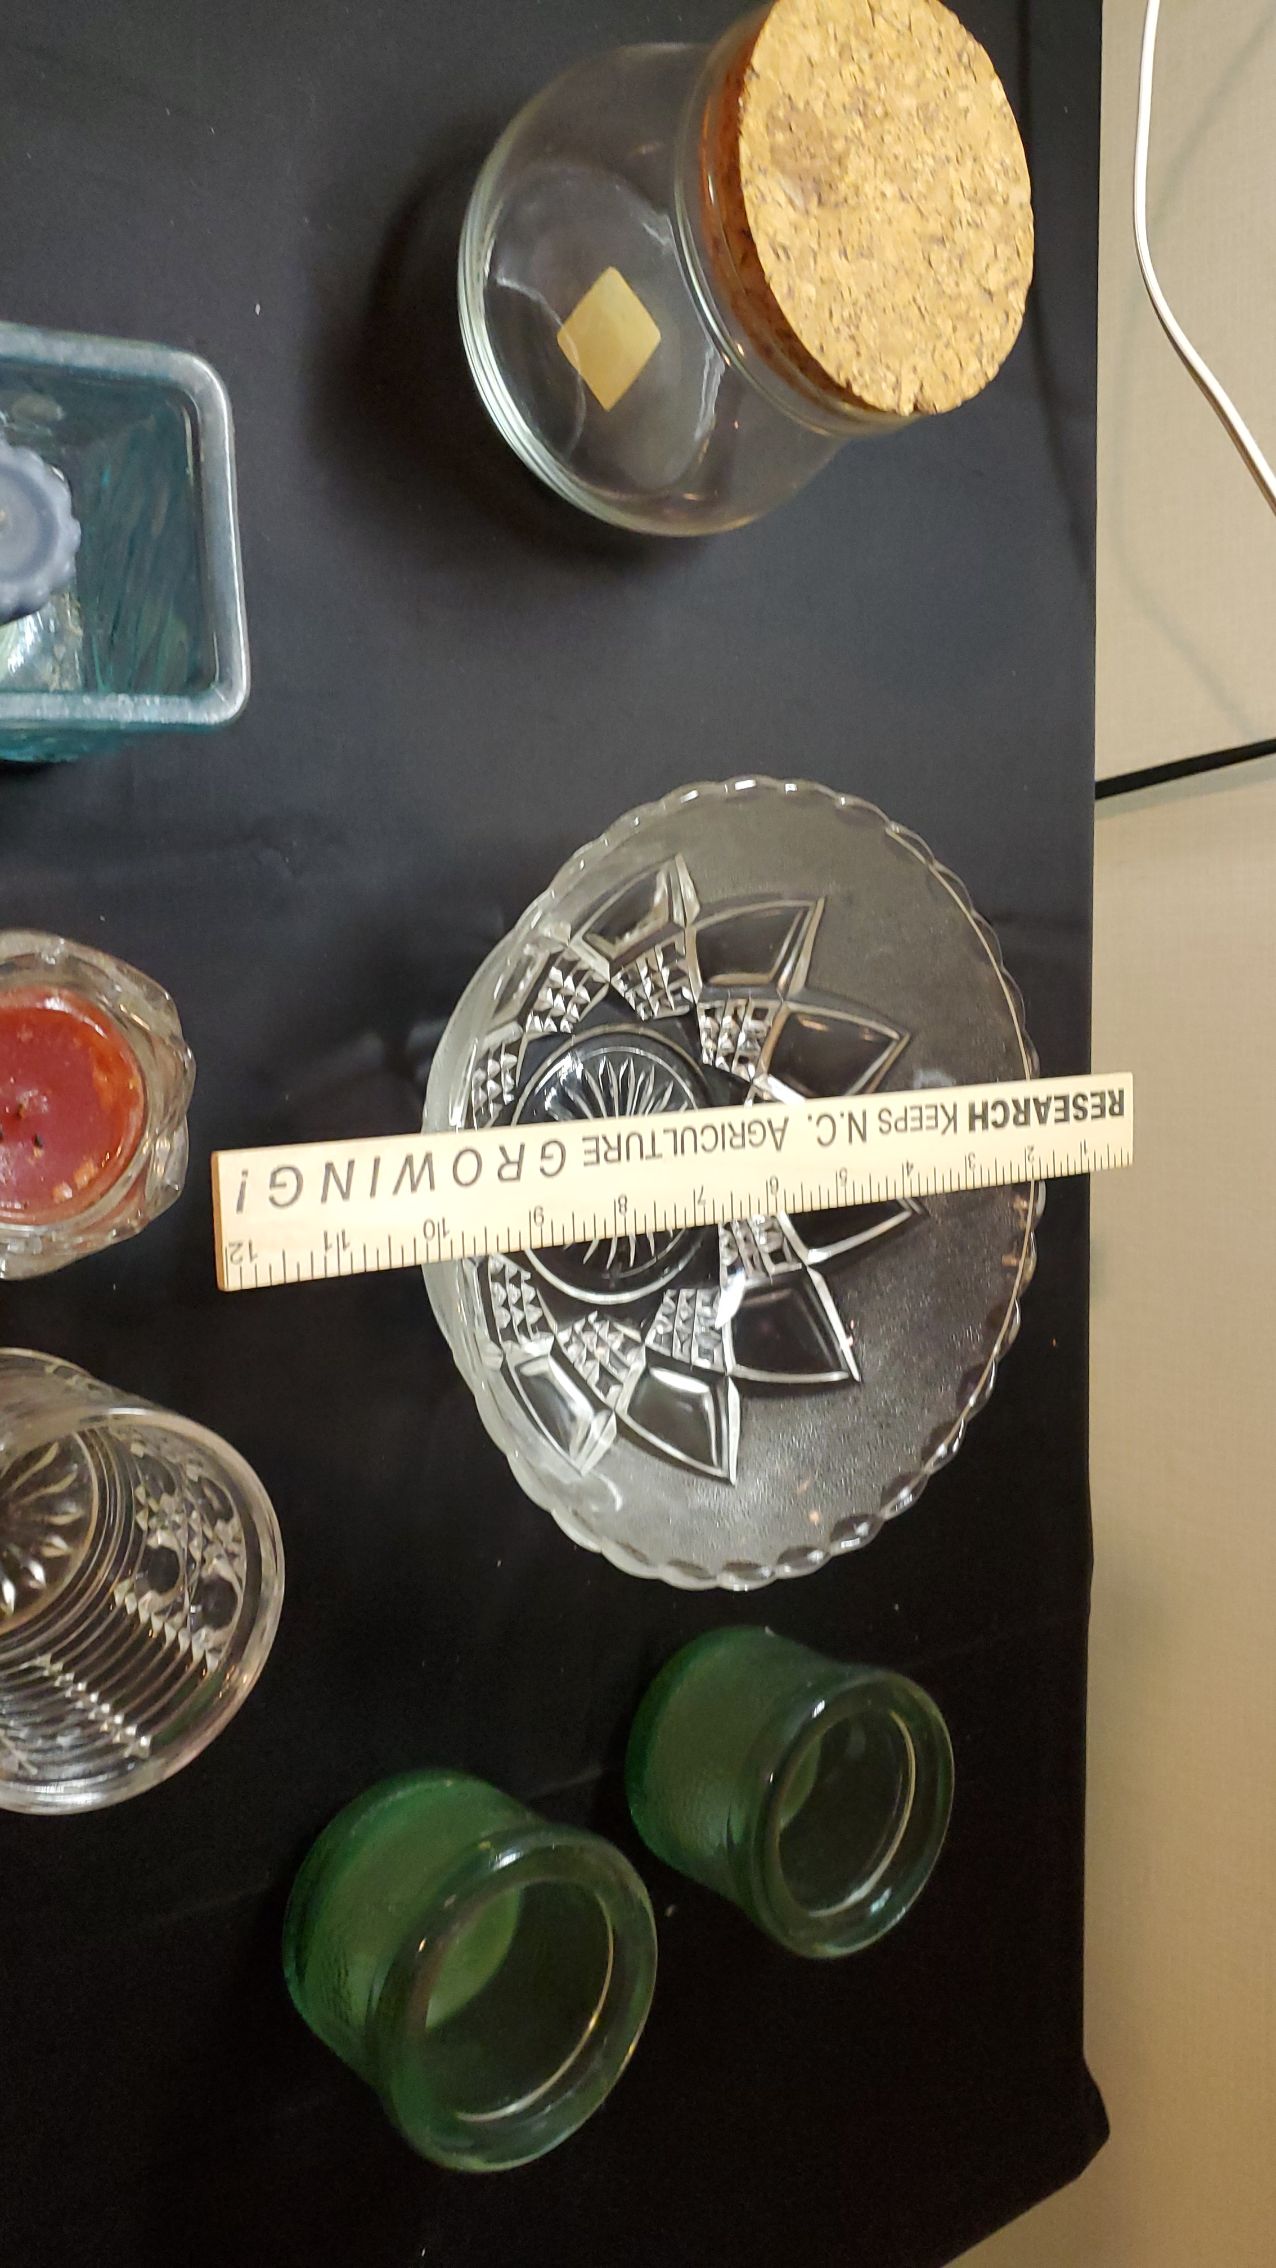 RESEARCH KEEPS N.C. AGRICULTURE GROWING!
1 2 3 4 5 6 7 8 9 10 11 12